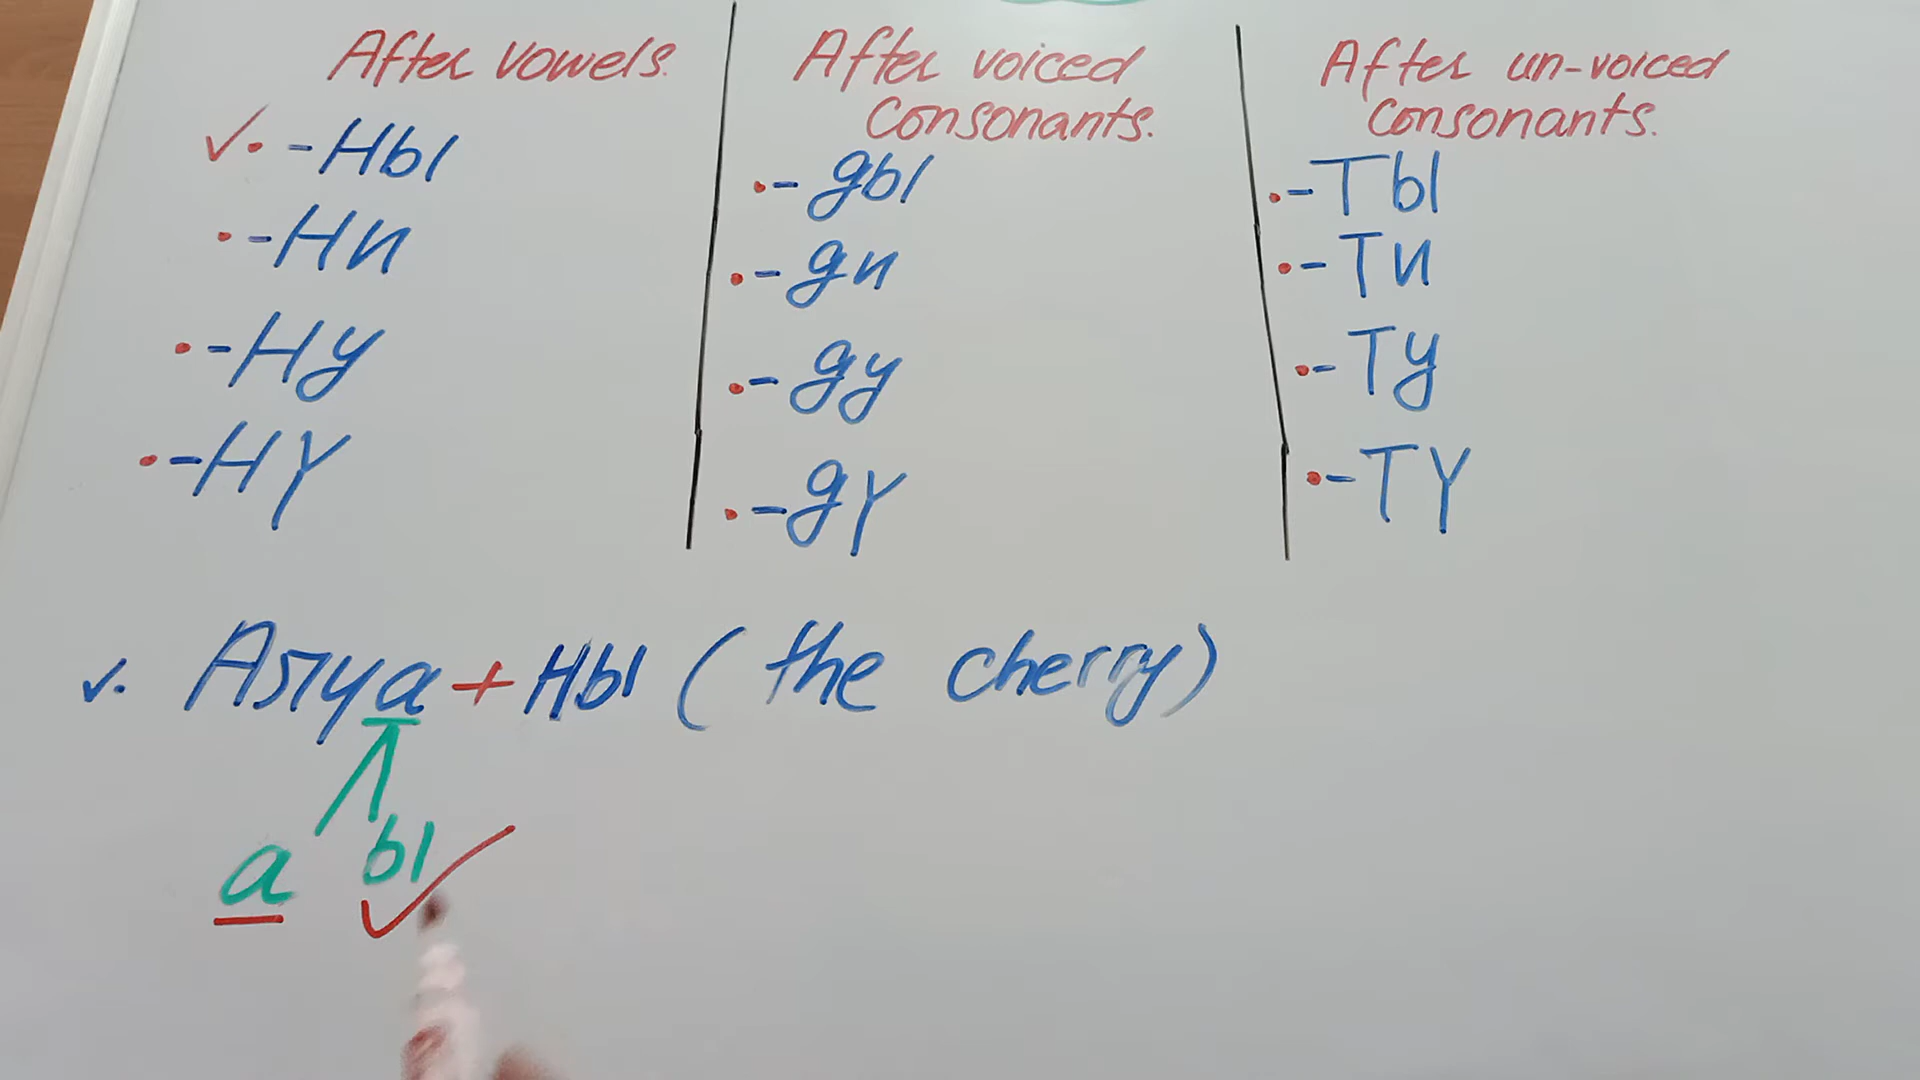 After vowels.
✓• -Ны
• -Ни
• -Ну
• -НҮ
After voiced
consonants.
• -ды
• -ди
• -ду
• -дү
After un-voiced
consonants.
• -Ты
• -Ти
• -Ту
• -ТҮ
✓. Алча + Ны (the cherry)
а ы ✓